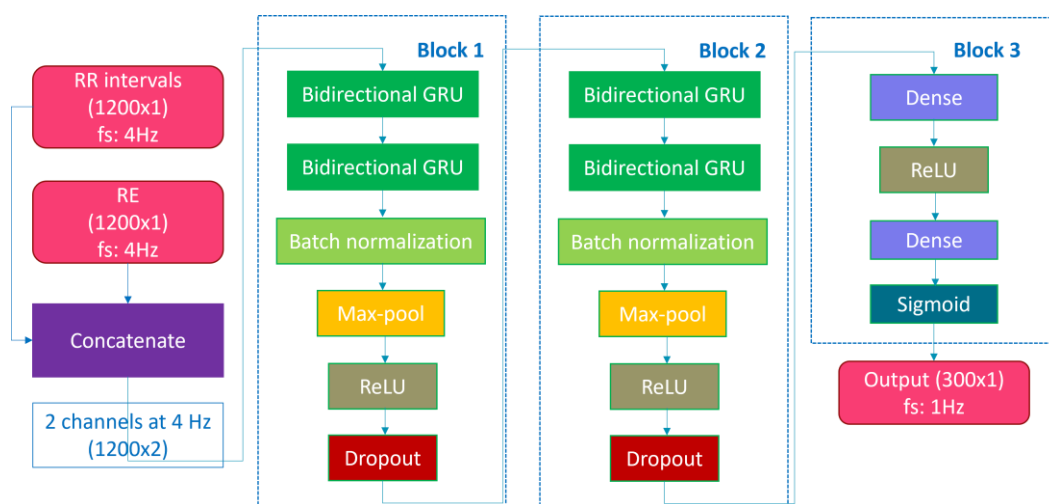 RR intervals
(1200x1)
fs: 4Hz
RE
(1200x1)
fs: 4Hz
Concatenate
2 channels at 4 Hz
(1200x2)
Block 1
Bidirectional GRU
Bidirectional GRU
Batch normalization
Max-pool
ReLU
Dropout
Block 2
Bidirectional GRU
Bidirectional GRU
Batch normalization
Max-pool
ReLU
Dropout
Block 3
Dense
ReLU
Dense
Sigmoid
Output (300x1)
fs: 1Hz